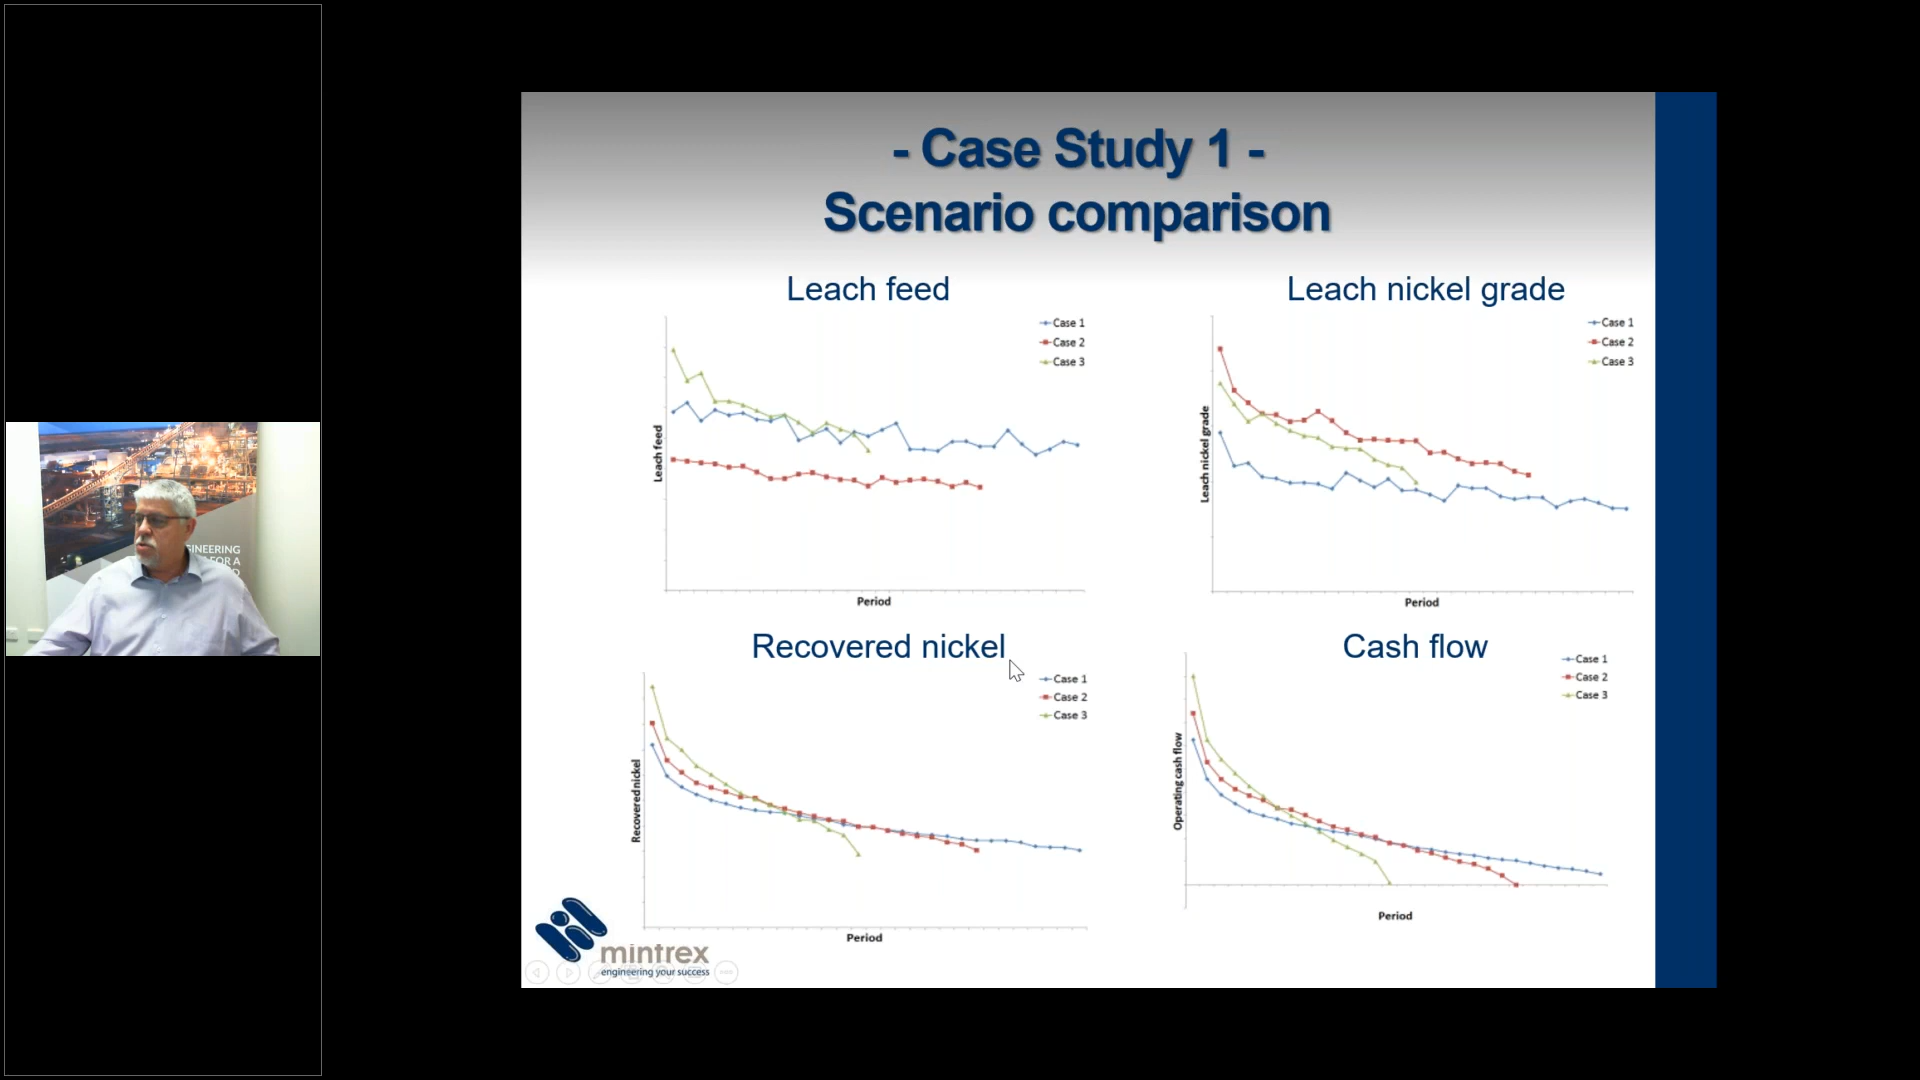 - Case Study 1 -
Scenario comparison
Leach feed
Leach nickel grade
Case 1
Case 2
Case 3
Leach feed
Period
Case 1
Case 2
Case 3
Leach nickel grade
Period
Recovered nickel
Cash flow
Case 1
Case 2
Case 3
Recovered nickel
Period
Case 1
Case 2
Case 3
Operating cash flow
Period
mintrex
engineering your success
GINEERING
FOR A